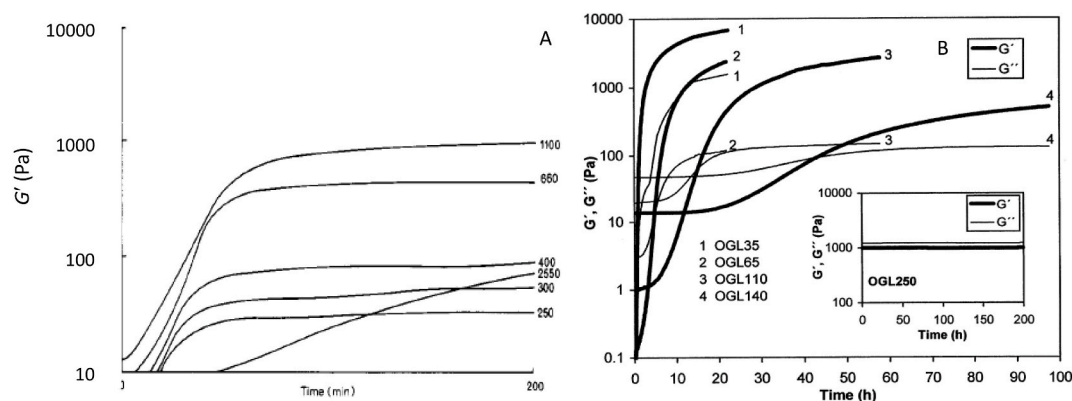 10000
1000
100
10
G′ (Pa)
A
1100
660
400
2550
300
250
0
Time (min)
200
10000
1000
100
10
1
0.1
G′, G″ (Pa)
B
G′
G″
1
2
1
3
4
2
3
4
1 OGL35
2 OGL65
3 OGL110
4 OGL140
10000
1000
100
G′, G″ (Pa)
G′
G″
OGL250
0 50 100 150 200
Time (h)
0 10 20 30 40 50 60 70 80 90 100
Time (h)